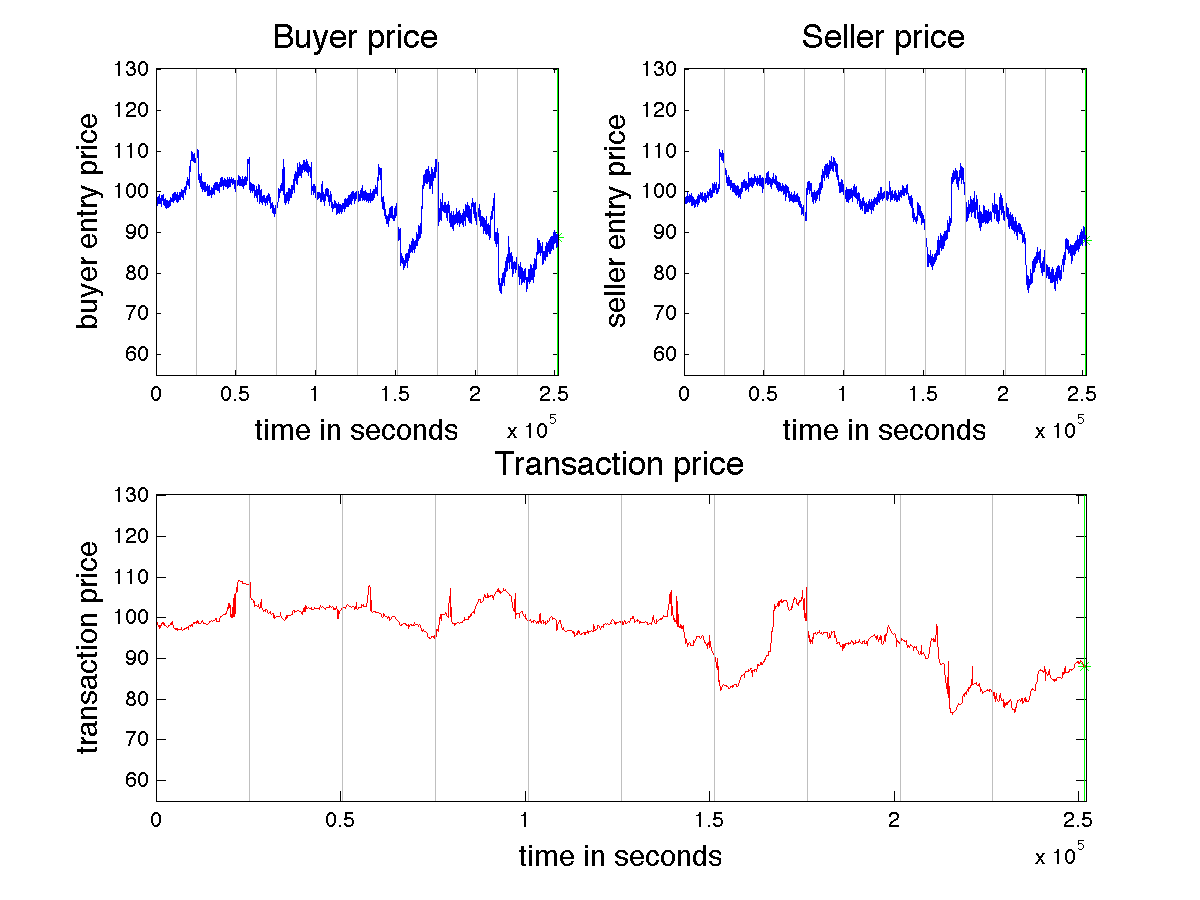 Buyer price
buyer entry price
130
120
110
100
90
80
70
60
0 0.5 1 1.5 2 2.5
x 10^5
time in seconds
Seller price
seller entry price
130
120
110
100
90
80
70
60
0 0.5 1 1.5 2 2.5
x 10^5
time in seconds
Transaction price
transaction price
130
120
110
100
90
80
70
60
0 0.5 1 1.5 2 2.5
x 10^5
time in seconds